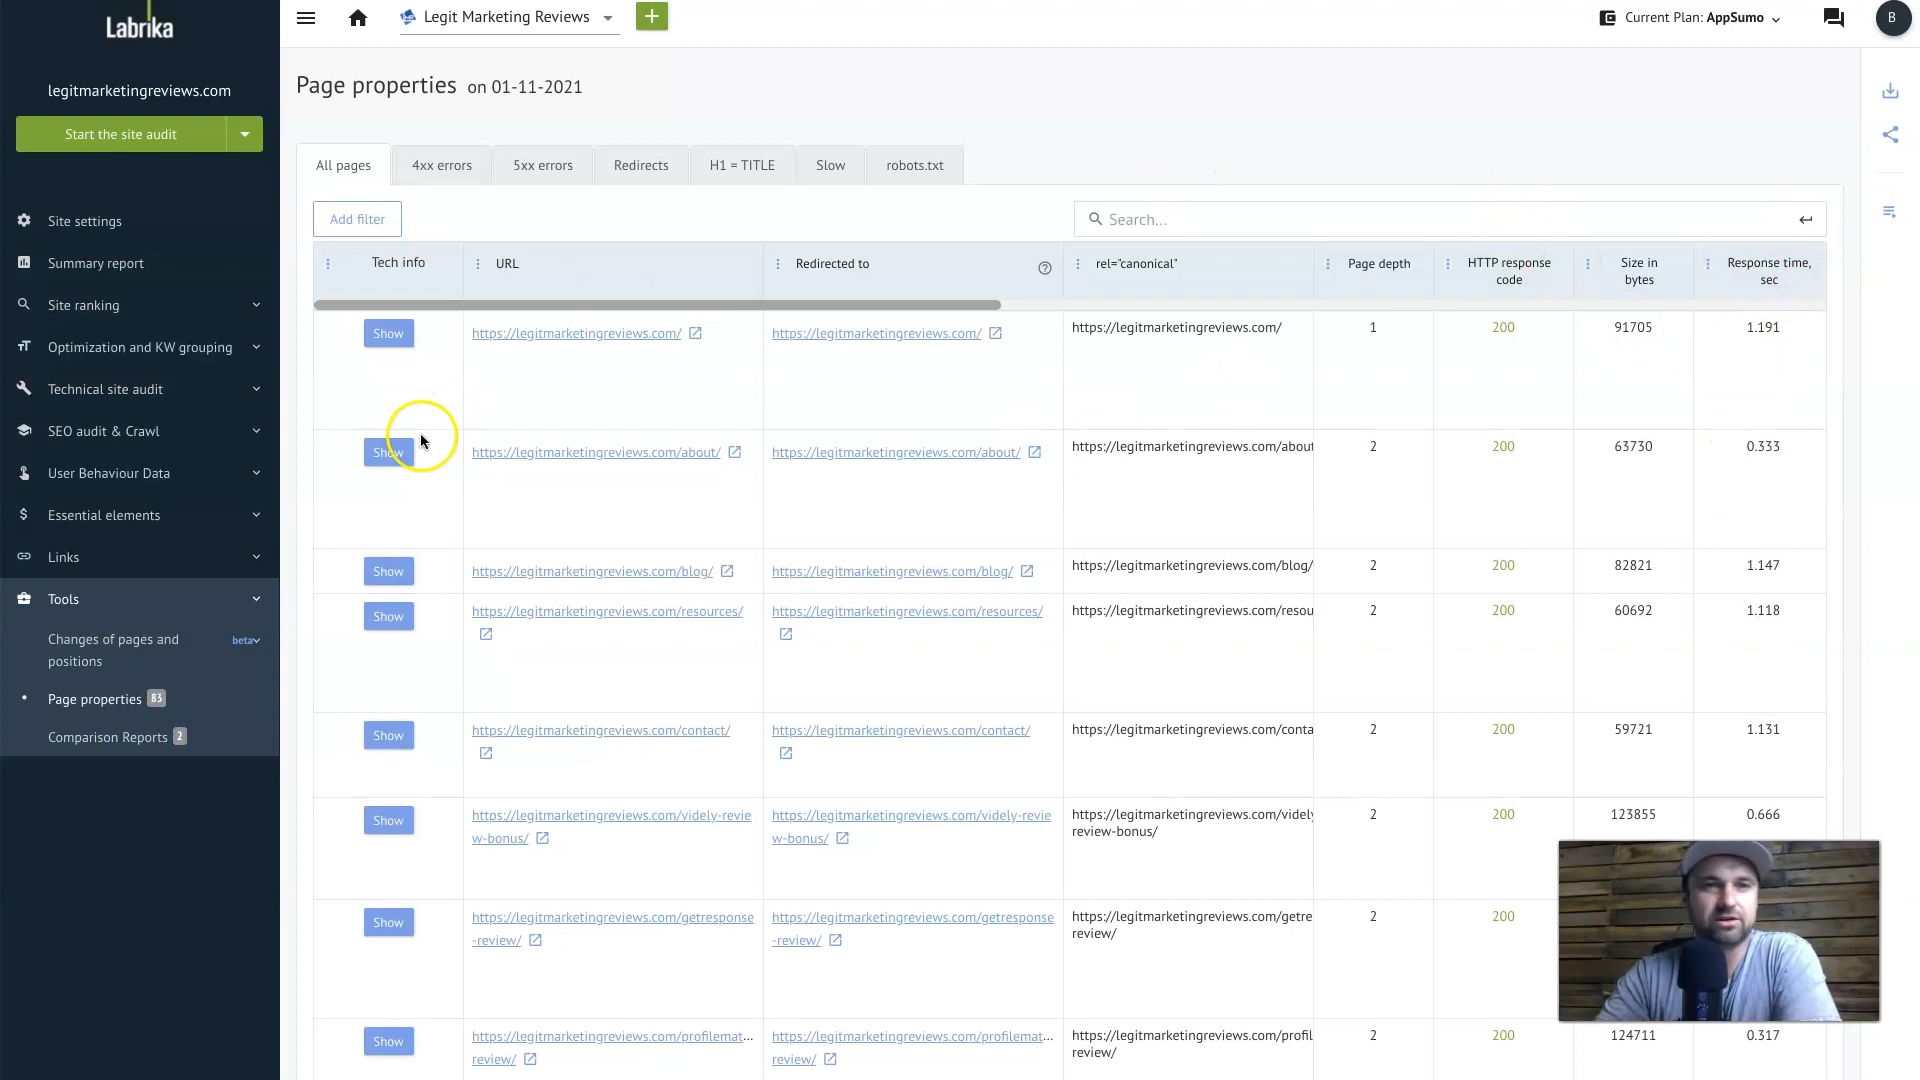 Labrika
Legit Marketing Reviews
Current Plan: AppSumo
B
legitmarketingreviews.com
Start the site audit
Site settings
Summary report
Site ranking
Optimization and KW grouping
Technical site audit
SEO audit & Crawl
User Behaviour Data
Essential elements
Links
Tools
Changes of pages and
positions
beta
Page properties 83
Comparison Reports 2
Page properties on 01-11-2021
All pages 4xx errors 5xx errors Redirects H1 = TITLE Slow robots.txt
Add filter
Search...
Tech info URL Redirected to rel="canonical" Page depth HTTP response
code Size in
bytes Response time,
sec
Show https://legitmarketingreviews.com/ https://legitmarketingreviews.com/ https://legitmarketingreviews.com/ 1 200 91705 1.191
Show https://legitmarketingreviews.com/about/ https://legitmarketingreviews.com/about/ https://legitmarketingreviews.com/about 2 200 63730 0.333
Show https://legitmarketingreviews.com/blog/ https://legitmarketingreviews.com/blog/ https://legitmarketingreviews.com/blog/ 2 200 82821 1.147
Show https://legitmarketingreviews.com/resources/ https://legitmarketingreviews.com/resources/ https://legitmarketingreviews.com/resou 2 200 60692 1.118
Show https://legitmarketingreviews.com/contact/ https://legitmarketingreviews.com/contact/ https://legitmarketingreviews.com/conta 2 200 59721 1.131
Show https://legitmarketingreviews.com/videly-revie https://legitmarketingreviews.com/videly-revie https://legitmarketingreviews.com/videly 2 200 123855 0.666
w-bonus/ w-bonus/ review-bonus/
Show https://legitmarketingreviews.com/getresponse https://legitmarketingreviews.com/getresponse https://legitmarketingreviews.com/getre 2 200
-review/ -review/ review/
Show https://legitmarketingreviews.com/profilemat... https://legitmarketingreviews.com/profilemat... https://legitmarketingreviews.com/profil 2 200 124711 0.317
review/ review/ review/